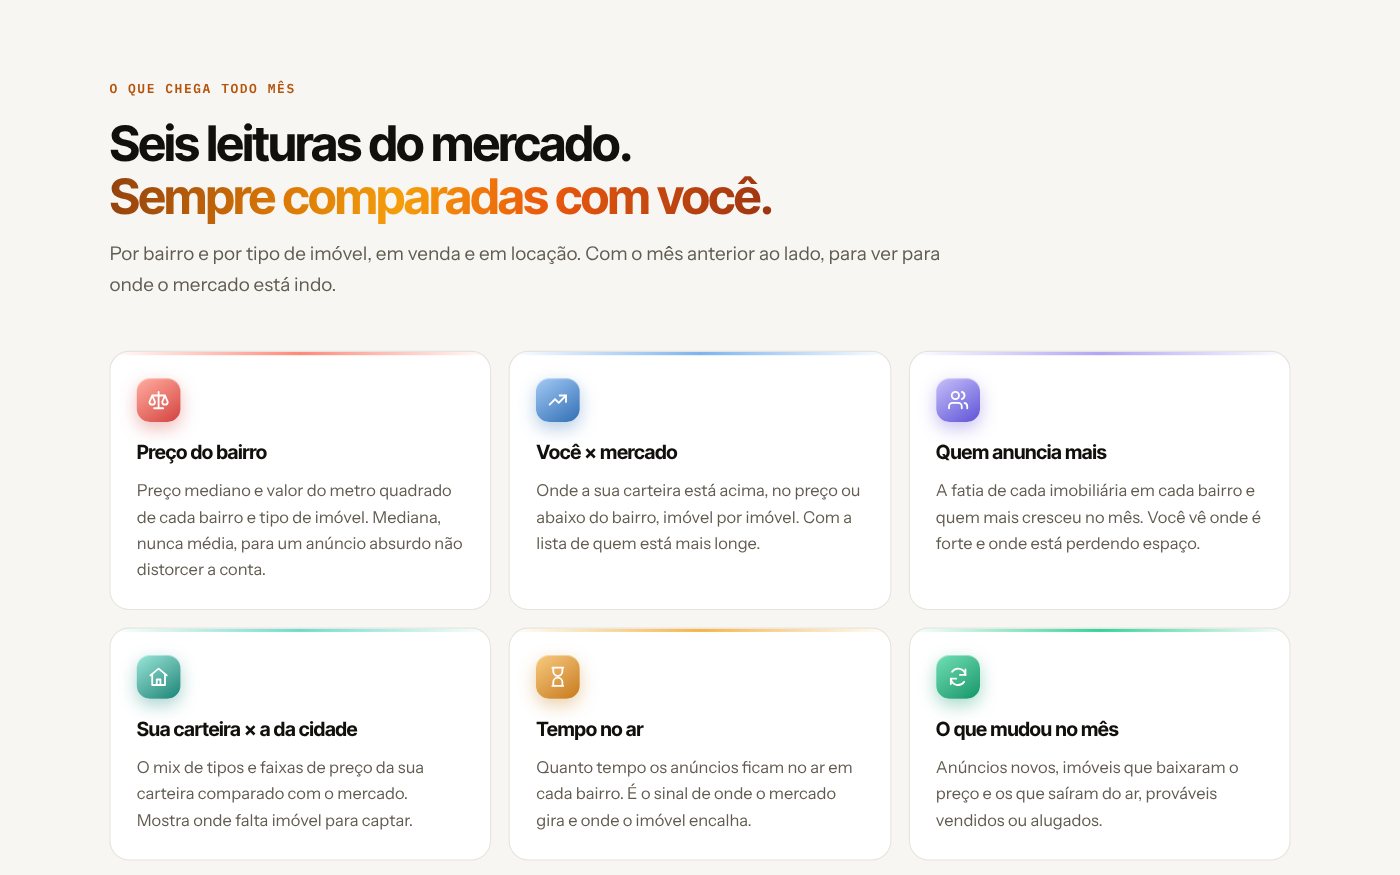 O QUE CHEGA TODO MÊS
Seis leituras do mercado.
Sempre comparadas com você.
Por bairro e por tipo de imóvel, em venda e em locação. Com o mês anterior ao lado, para ver para
onde o mercado está indo.
Preço do bairro
Preço mediano e valor do metro quadrado
de cada bairro e tipo de imóvel. Mediana,
nunca média, para um anúncio absurdo não
distorcer a conta.
Você × mercado
Onde a sua carteira está acima, no preço ou
abaixo do bairro, imóvel por imóvel. Com a
lista de quem está mais longe.
Quem anuncia mais
A fatia de cada imobiliária em cada bairro e
quem mais cresceu no mês. Você vê onde é
forte e onde está perdendo espaço.
Sua carteira × a da cidade
O mix de tipos e faixas de preço da sua
carteira comparado com o mercado.
Mostra onde falta imóvel para captar.
Tempo no ar
Quanto tempo os anúncios ficam no ar em
cada bairro. É o sinal de onde o mercado
gira e onde o imóvel encalha.
O que mudou no mês
Anúncios novos, imóveis que baixaram o
preço e os que saíram do ar, prováveis
vendidos ou alugados.